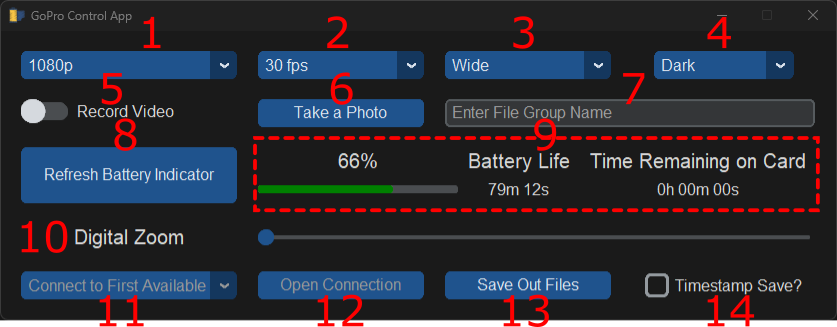 GoPro Control App
1 2 3 4
1080p 30 fps Wide Dark
5 6 7
Record Video Take a Photo Enter File Group Name
8 9
66% Battery Life Time Remaining on Card
Refresh Battery Indicator
79m 12s 0h 00m 00s
10 Digital Zoom
Connect to First Available Open Connection Save Out Files Timestamp Save?
11 12 13 14